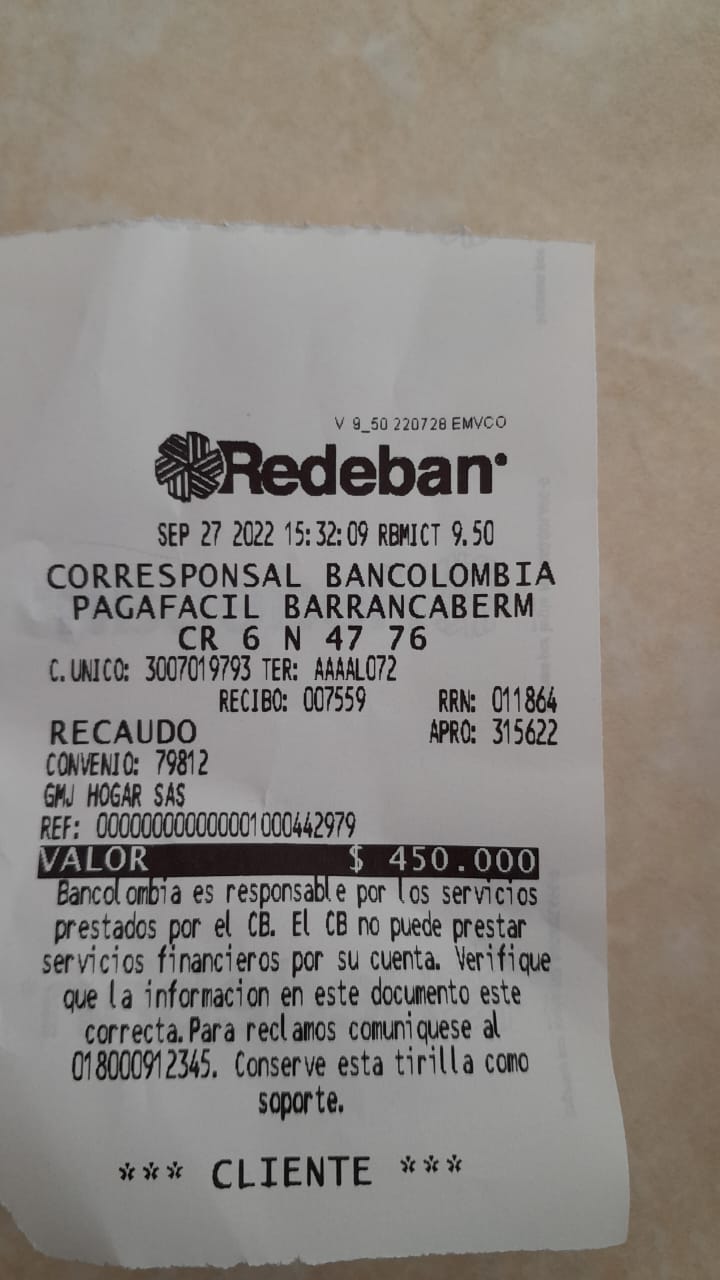 V 9_50 220728 EMVCO
Redeban
SEP 27 2022 15:32:09 RBMICT 9.50
CORRESPONSAL BANCOLOMBIA
PAGAFACIL BARRANCABERM
CR 6 N 47 76
C.UNICO: 3007019793 TER: AAAAL072
RECIBO: 007559 RRN: 011864
RECAUDO APRO: 315622
CONVENIO: 79812
GMJ HOGAR SAS
REF: 000000000000001000442979
VALOR $ 450.000
Bancolombia es responsable por los servicios
prestados por el CB. El CB no puede prestar
servicios financieros por su cuenta. Verifique
que la informacion en este documento este
correcta.Para reclamos comuniquese al
018000912345. Conserve esta tirilla como
soporte.
*** CLIENTE ***